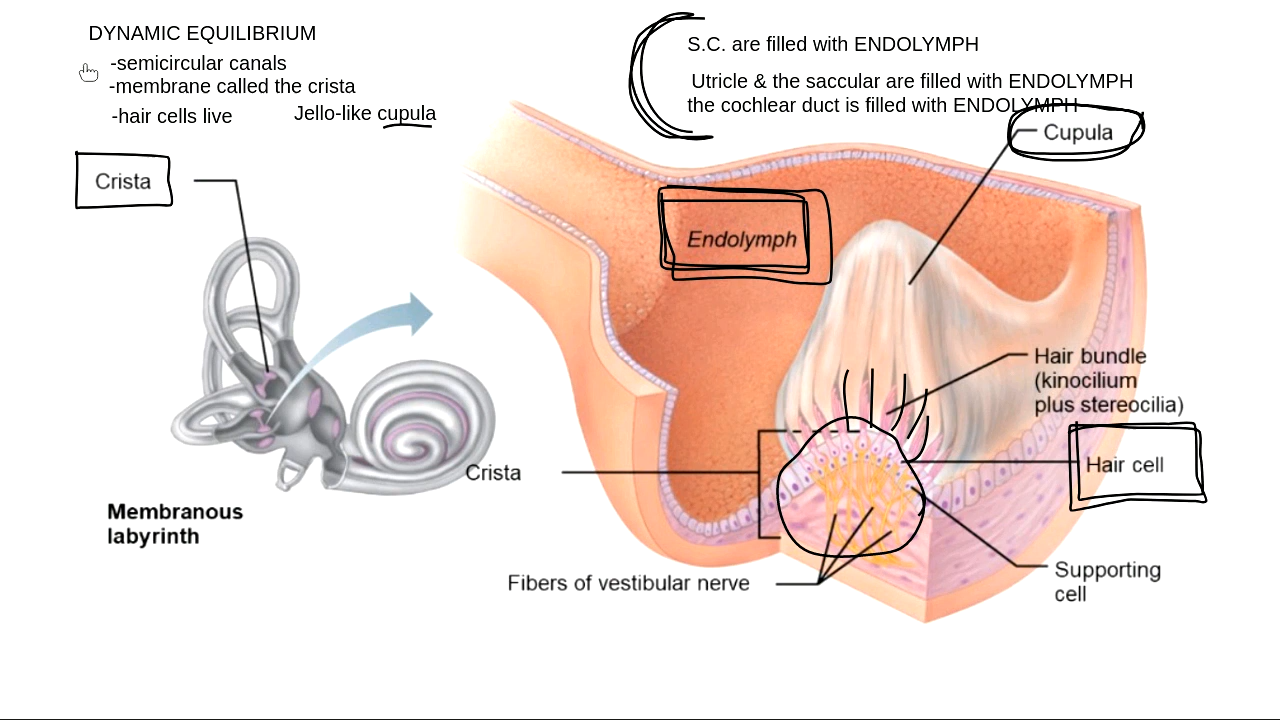 DYNAMIC EQUILIBRIUM
-semicircular canals
-membrane called the crista
-hair cells live
Jello-like cupula
S.C. are filled with ENDOLYMPH
Utricle & the saccular are filled with ENDOLYMPH
the cochlear duct is filled with ENDOLYMPH
Cupula
Crista
Endolymph
Hair bundle
(kinocilium
plus stereocilia)
Hair cell
Crista
Membranous
labyrinth
Fibers of vestibular nerve
Supporting
cell